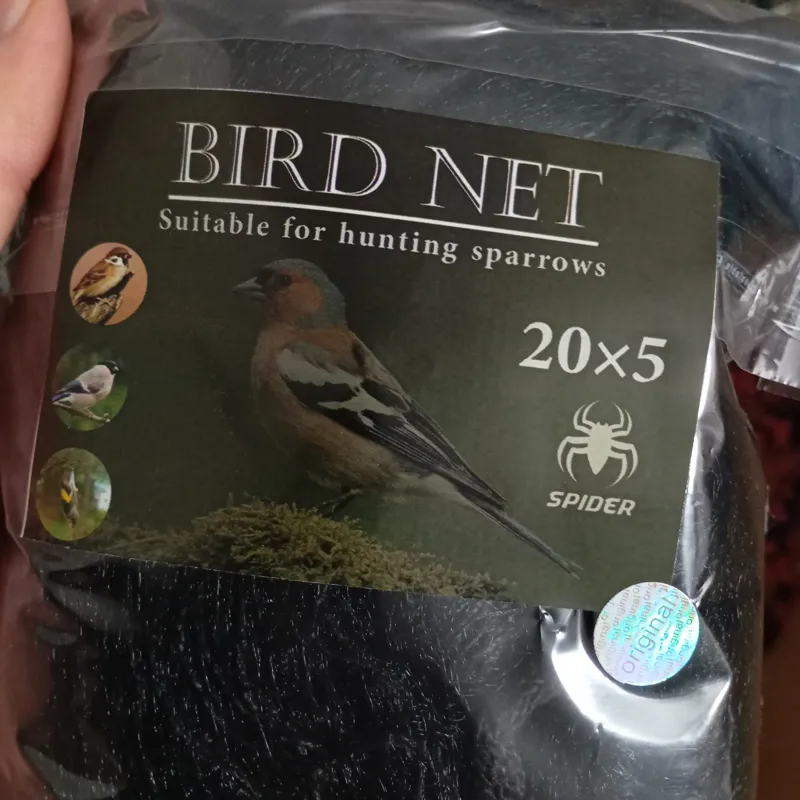 BIRD NET
Suitable for hunting sparrows
20×5
SPIDER
original